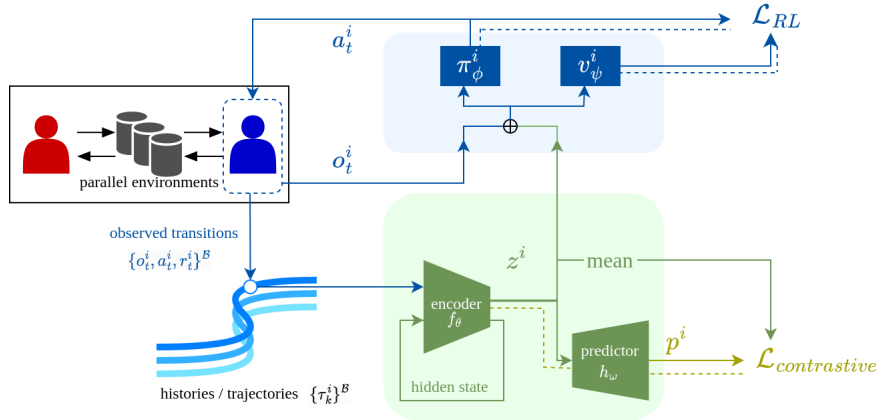 a_t^i
ℒ_RL
π_ϕ^i
v_ψ^i
⊕
parallel environments
o_t^i
observed transitions
{o_t^i, a_t^i, r_t^i}^ℬ
z^i
mean
encoder
f_θ
hidden state
predictor
h_ω
p^i
ℒ_contrastive
histories / trajectories {τ_k^i}^ℬ